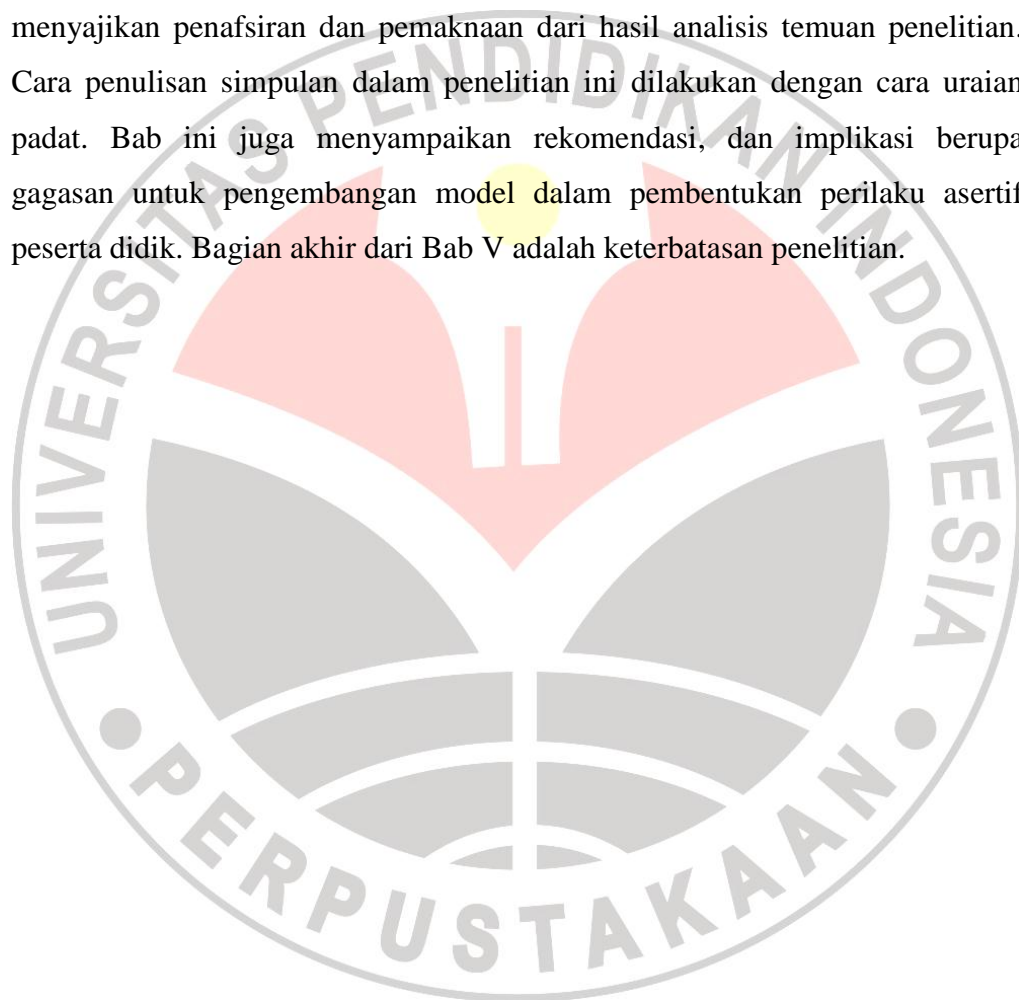 menyajikan penafsiran dan pemaknaan dari hasil analisis temuan penelitian.
Cara penulisan simpulan dalam penelitian ini dilakukan dengan cara uraian
padat. Bab ini juga menyampaikan rekomendasi, dan implikasi berupa
gagasan untuk pengembangan model dalam pembentukan perilaku asertif
peserta didik. Bagian akhir dari Bab V adalah keterbatasan penelitian.
UNIVERSITAS PENDIDIKAN INDONESIA
PERPUSTAKAAN